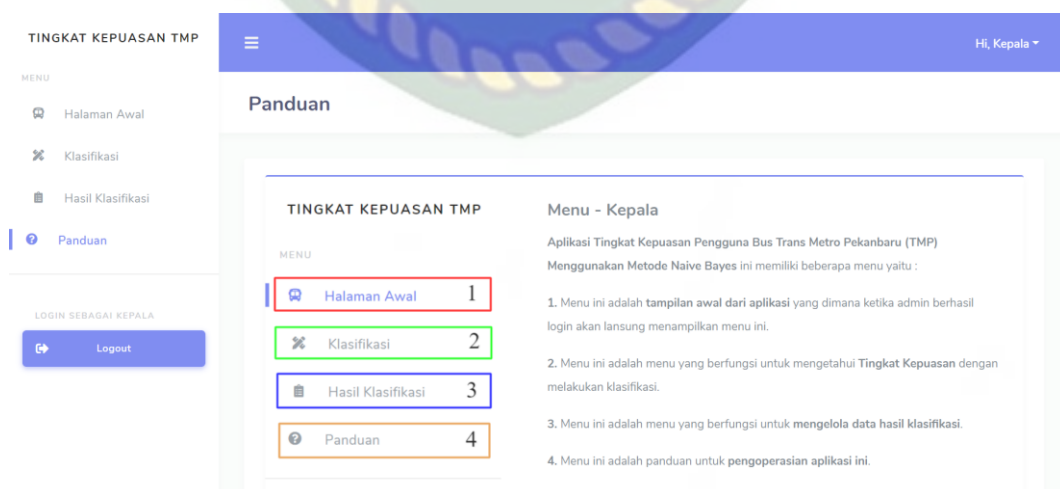 TINGKAT KEPUASAN TMP
MENU
Halaman Awal
Klasifikasi
Hasil Klasifikasi
Panduan
LOGIN SEBAGAI KEPALA
Logout
Hi, Kepala
Panduan
TINGKAT KEPUASAN TMP
MENU
Halaman Awal 1
Klasifikasi 2
Hasil Klasifikasi 3
Panduan 4
Menu - Kepala
Aplikasi Tingkat Kepuasan Pengguna Bus Trans Metro Pekanbaru (TMP)
Menggunakan Metode Naive Bayes ini memiliki beberapa menu yaitu :
1. Menu ini adalah tampilan awal dari aplikasi yang dimana ketika admin berhasil
login akan lansung menampilkan menu ini.
2. Menu ini adalah menu yang berfungsi untuk mengetahui Tingkat Kepuasan dengan
melakukan klasifikasi.
3. Menu ini adalah menu yang berfungsi untuk mengelola data hasil klasifikasi.
4. Menu ini adalah panduan untuk pengoperasian aplikasi ini.